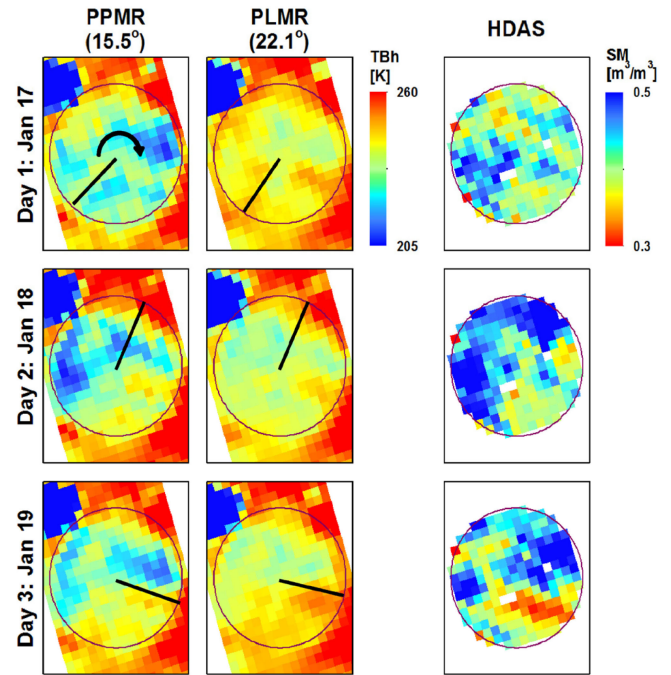 PPMR
(15.5°)
PLMR
(22.1°)
HDAS
TBh
[K]
260
205
SM
[m³/m³]
0.5
0.3
Day 1: Jan 17
Day 2: Jan 18
Day 3: Jan 19